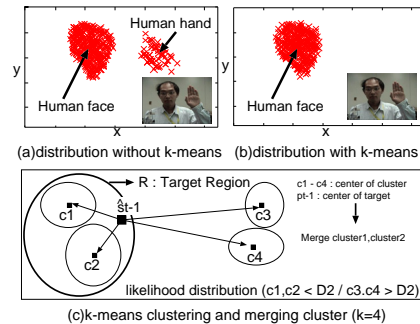 Human hand
y
Human face
x
(a)distribution without k-means
y
Human face
x
(b)distribution with k-means
R : Target Region
c1 - c4 : center of cluster
pt-1 : center of target
ŝt-1
c1
c2
c3
c4
Merge cluster1,cluster2
likelihood distribution (c1,c2 < D2 / c3.c4 > D2)
(c)k-means clustering and merging cluster (k=4)